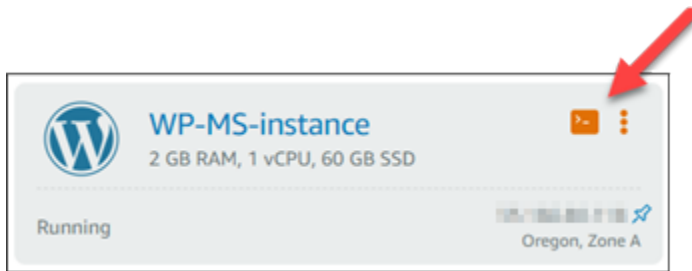 WP-MS-instance
2 GB RAM, 1 vCPU, 60 GB SSD
Running
Oregon, Zone A